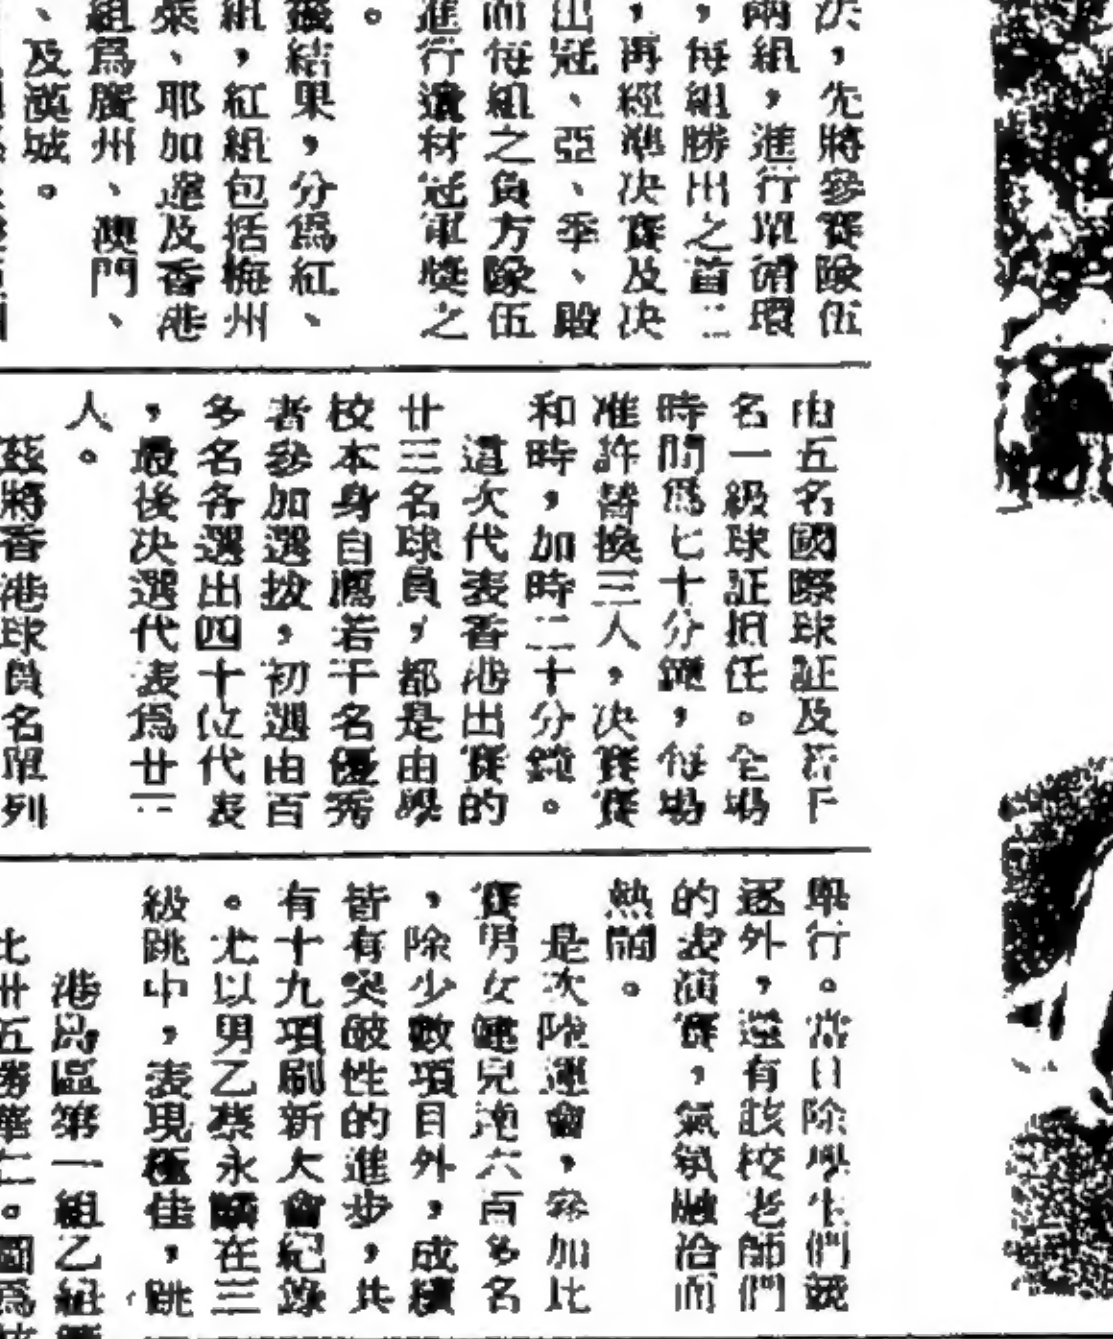 決，先將參賽隊伍
兩組，進行單循環
，每組勝出之首二
，再經準決賽及決
出冠、亞、季、殿
而每組之負方隊伍
進行遺材冠軍獎之
。
結果，分爲紅、
組，紅組包括梅州
萊、耶加達及香港
組爲廣州、澳門、
、及漢城。
由五名國際球証及若干
名一級球証担任。全場
時間爲七十分鐘，每場
准許替換三人，決賽賽
和時，加時二十分鐘。
這次代表香港出賽的
廿三名球員，都是由學
校本身自薦若干名優秀
者參加選拔，初選由百
多名各選出四十位代表
，最後決選代表爲廿三
人。
茲將香港球員名單列
舉行。當日除學生們競
逐外，還有該校老師們
的表演賽，氣氛融洽而
熱鬧。
是次陸運會，參加比
賽男女健兒達六百多名
，除少數項目外，成績
皆有突破性的進步，共
有十九項刷新大會紀錄
。尤以男乙蔡永頤在三
級跳中，表現極佳，跳
港島區第一組乙組
比卅五勝華仁。圖爲